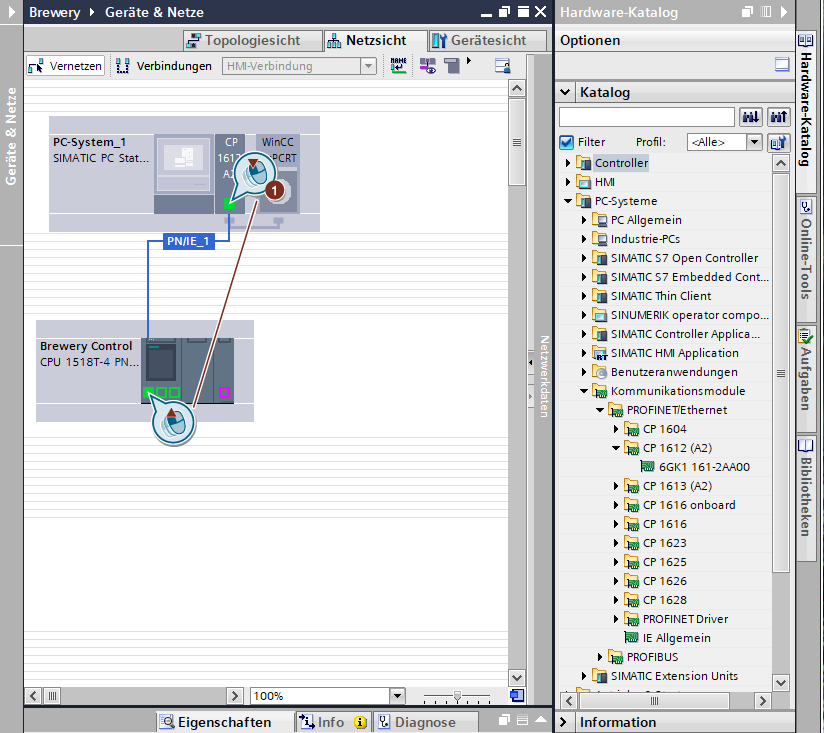 Brewery
Geräte & Netze
Hardware-Katalog
Topologiesicht
Netzsicht
Gerätesicht
Vernetzen
Verbindungen
HMI-Verbindung
Geräte & Netze
PC-System_1
SIMATIC PC Stat...
CP
A2
WinCC
1
PN/IE_1
Brewery Control
CPU 1518T-4 PN...
Netzwerkdaten
100%
Eigenschaften
Info
Diagnose
Optionen
Katalog
Filter
Profil:
<Alle>
Controller
HMI
PC-Systeme
PC Allgemein
Industrie-PCs
SIMATIC S7 Open Controller
SIMATIC S7 Embedded Cont...
SIMATIC Thin Client
SINUMERIK operator compo...
SIMATIC Controller Applica...
SIMATIC HMI Application
Benutzeranwendungen
Kommunikationsmodule
PROFINET/Ethernet
CP 1604
CP 1612 (A2)
6GK1 161-2AA00
CP 1613 (A2)
CP 1616 onboard
CP 1616
CP 1623
CP 1625
CP 1626
CP 1628
PROFINET Driver
IE Allgemein
PROFIBUS
SIMATIC Extension Units
Information
Hardware-Katalog
Online-Tools
Aufgaben
Bibliotheken